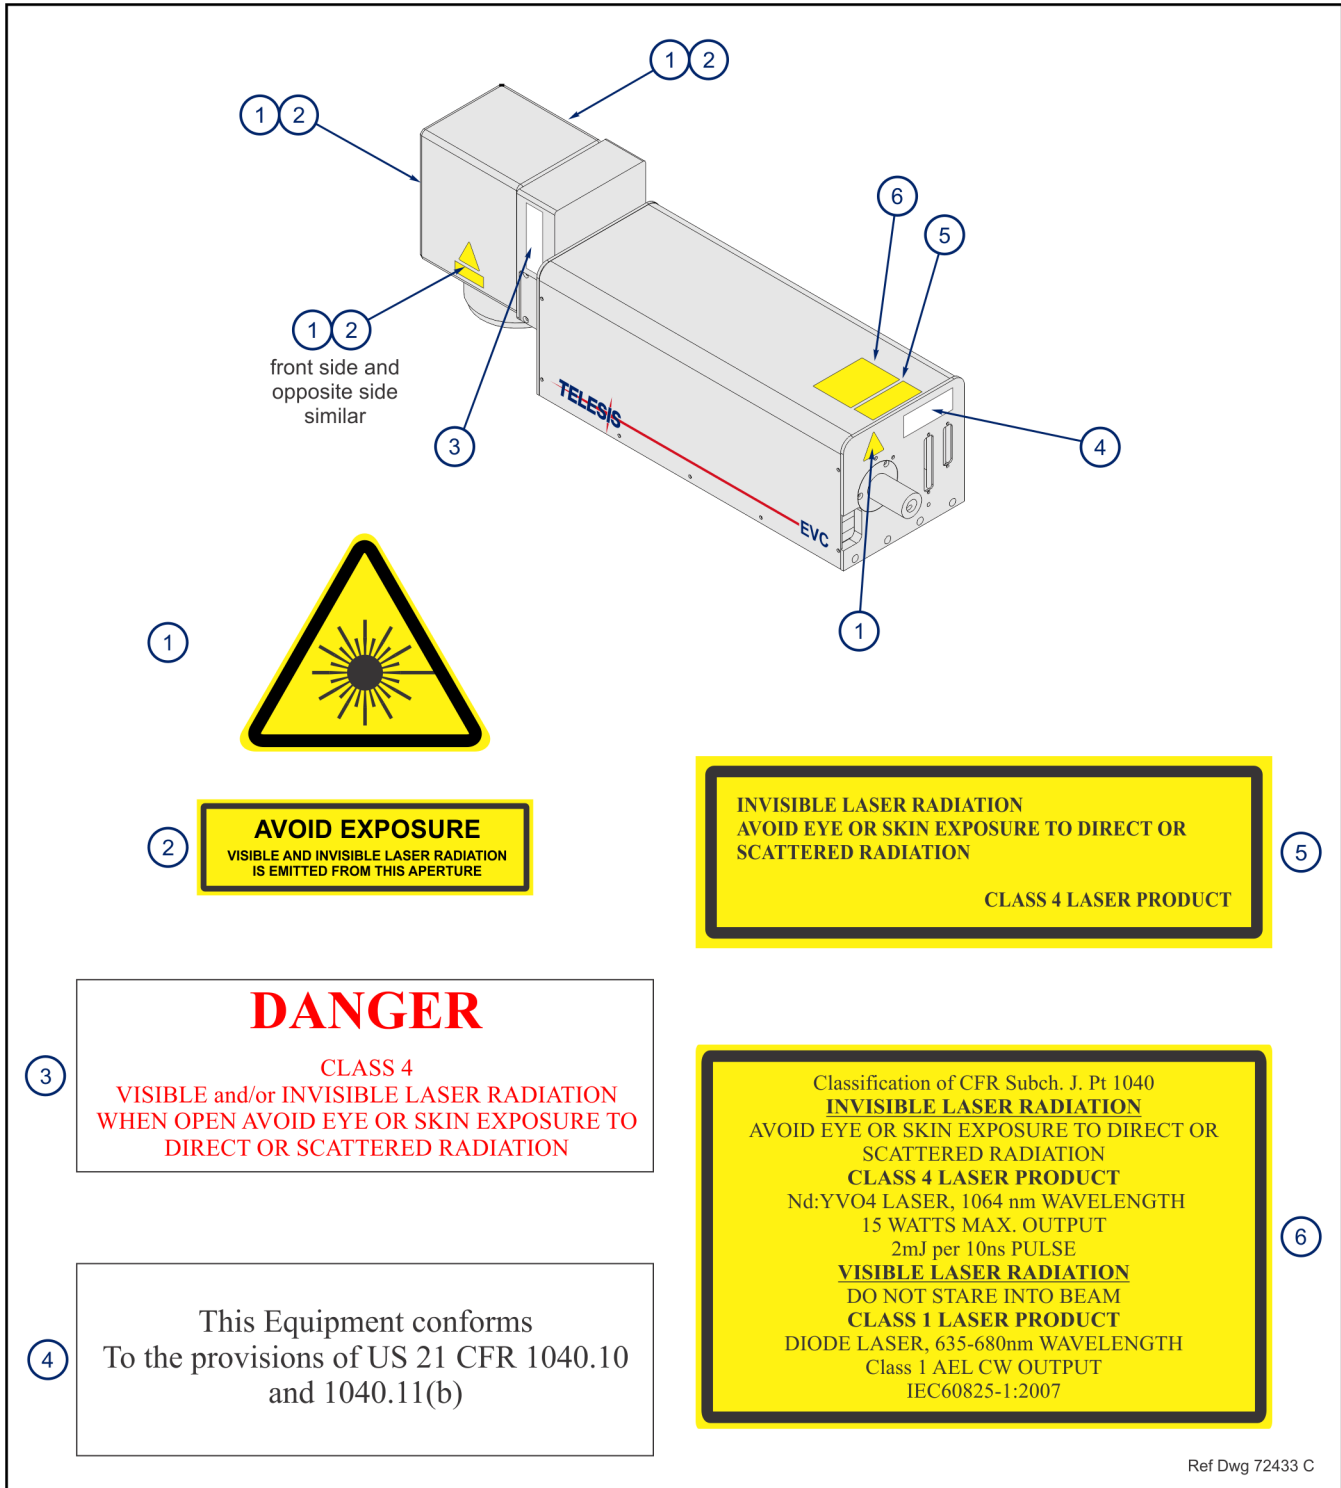 1 2
1 2
6
5
1 2
front side and
opposite side
similar
3
4
TELESIS
EVC
1
1
2
AVOID EXPOSURE
VISIBLE AND INVISIBLE LASER RADIATION
IS EMITTED FROM THIS APERTURE
INVISIBLE LASER RADIATION
AVOID EYE OR SKIN EXPOSURE TO DIRECT OR
SCATTERED RADIATION
CLASS 4 LASER PRODUCT
5
3
DANGER
CLASS 4
VISIBLE and/or INVISIBLE LASER RADIATION
WHEN OPEN AVOID EYE OR SKIN EXPOSURE TO
DIRECT OR SCATTERED RADIATION
4
This Equipment conforms
To the provisions of US 21 CFR 1040.10
and 1040.11(b)
Classification of CFR Subch. J. Pt 1040
INVISIBLE LASER RADIATION
AVOID EYE OR SKIN EXPOSURE TO DIRECT OR
SCATTERED RADIATION
CLASS 4 LASER PRODUCT
Nd:YVO4 LASER, 1064 nm WAVELENGTH
15 WATTS MAX. OUTPUT
2mJ per 10ns PULSE
VISIBLE LASER RADIATION
DO NOT STARE INTO BEAM
CLASS 1 LASER PRODUCT
DIODE LASER, 635-680nm WAVELENGTH
Class 1 AEL CW OUTPUT
IEC60825-1:2007
6
Ref Dwg 72433 C